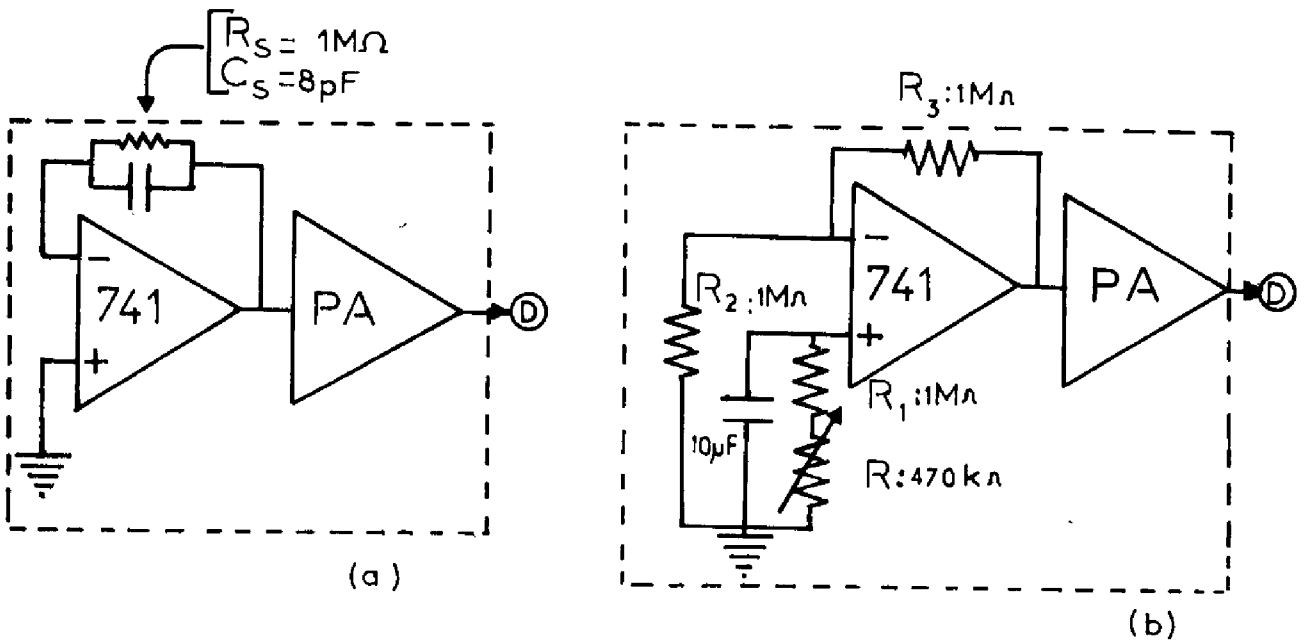 RS = 1MΩ
CS =8pF
−
741
+
PA
D
(a)
R3:1MΩ
−
741
+
PA
D
R2:1MΩ
R1:1MΩ
10µF
R:470kΩ
(b)